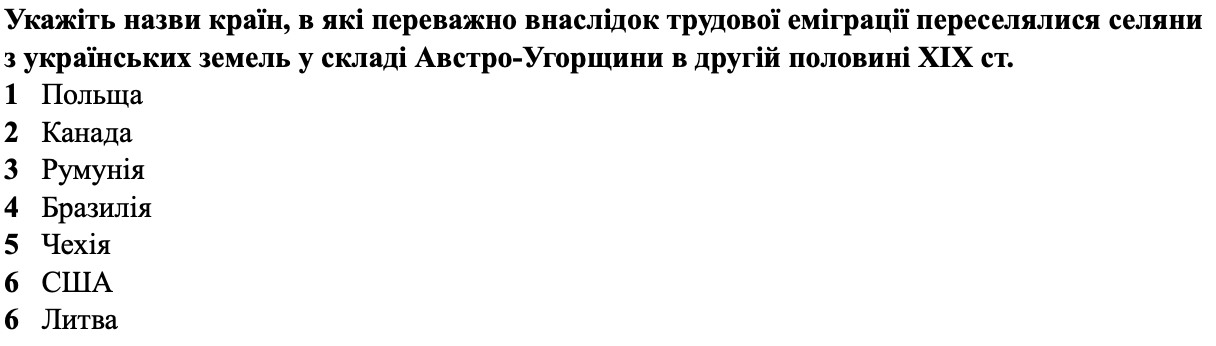 Укажіть назви країн, в які переважно внаслідок трудової еміграції переселялися селяни
з українських земель у складі Австро-Угорщини в другій половині XIX ст.
1 Польща
2 Канада
3 Румунія
4 Бразилія
5 Чехія
6 США
6 Литва